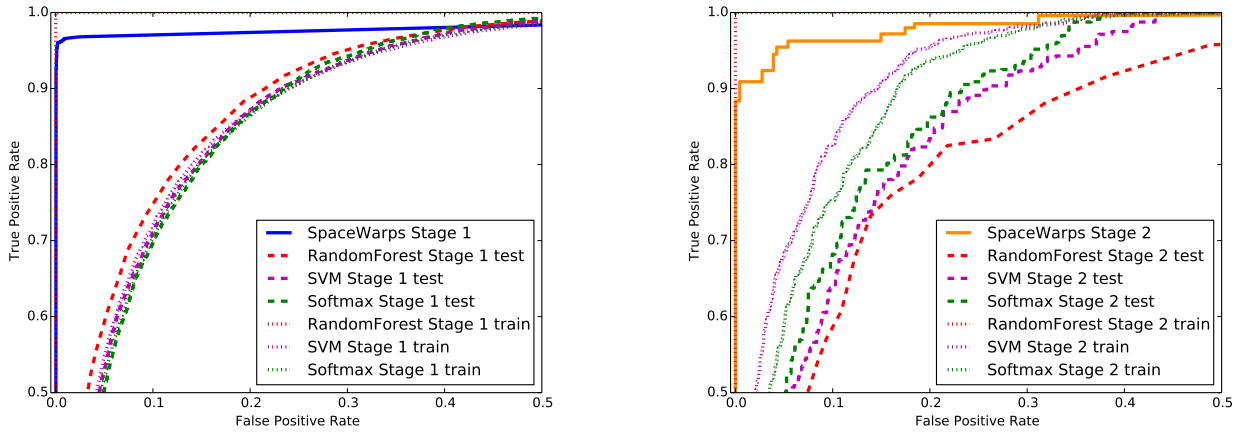 1.0
0.9
0.8
0.7
0.6
0.5
True Positive Rate
0.0 0.1 0.2 0.3 0.4 0.5
False Positive Rate
SpaceWarps Stage 1
RandomForest Stage 1 test
SVM Stage 1 test
Softmax Stage 1 test
RandomForest Stage 1 train
SVM Stage 1 train
Softmax Stage 1 train
1.0
0.9
0.8
0.7
0.6
0.5
True Positive Rate
0.0 0.1 0.2 0.3 0.4 0.5
False Positive Rate
SpaceWarps Stage 2
RandomForest Stage 2 test
SVM Stage 2 test
Softmax Stage 2 test
RandomForest Stage 2 train
SVM Stage 2 train
Softmax Stage 2 train